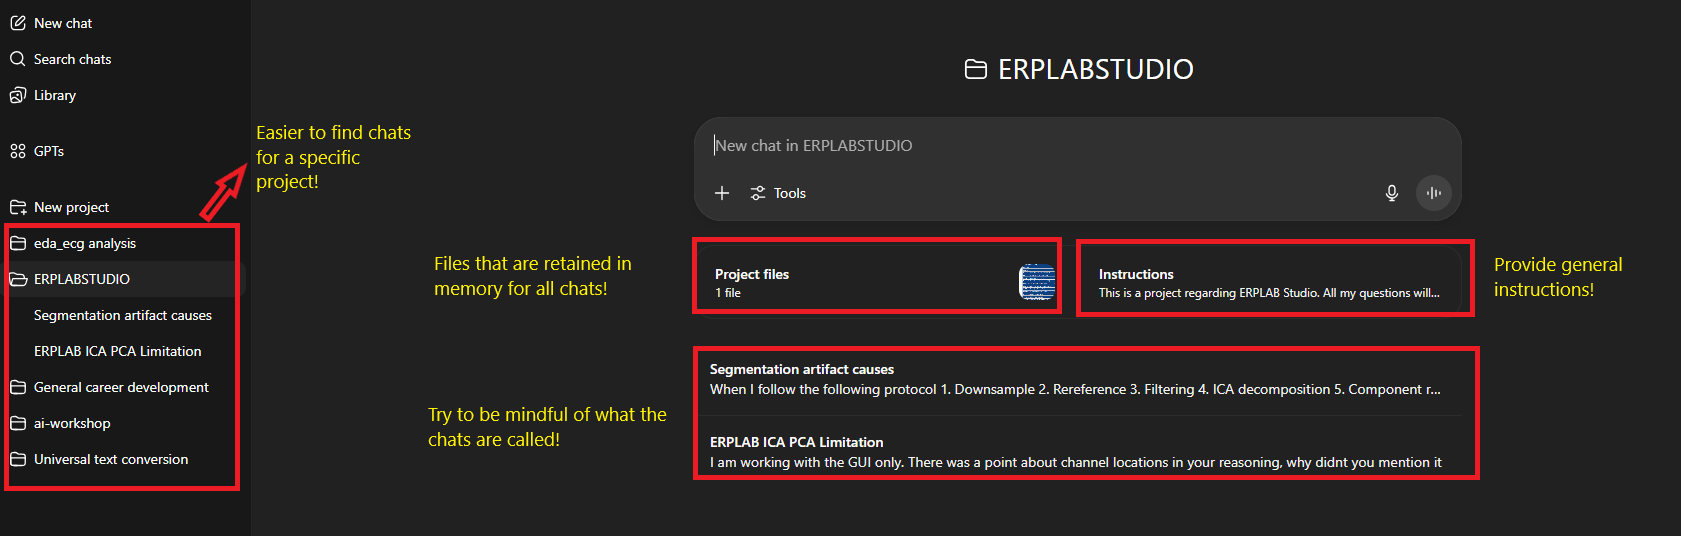 New chat
Search chats
Library
GPTs
New project
eda_ecg analysis
ERPLABSTUDIO
Segmentation artifact causes
ERPLAB ICA PCA Limitation
General career development
ai-workshop
Universal text conversion
Easier to find chats
for a specific
project!
ERPLABSTUDIO
New chat in ERPLABSTUDIO
Tools
Files that are retained in
memory for all chats!
Project files
1 file
Instructions
This is a project regarding ERPLAB Studio. All my questions will...
Provide general
instructions!
Try to be mindful of what the
chats are called!
Segmentation artifact causes
When I follow the following protocol 1. Downsample 2. Rereference 3. Filtering 4. ICA decomposition 5. Component r...
ERPLAB ICA PCA Limitation
I am working with the GUI only. There was a point about channel locations in your reasoning, why didnt you mention it